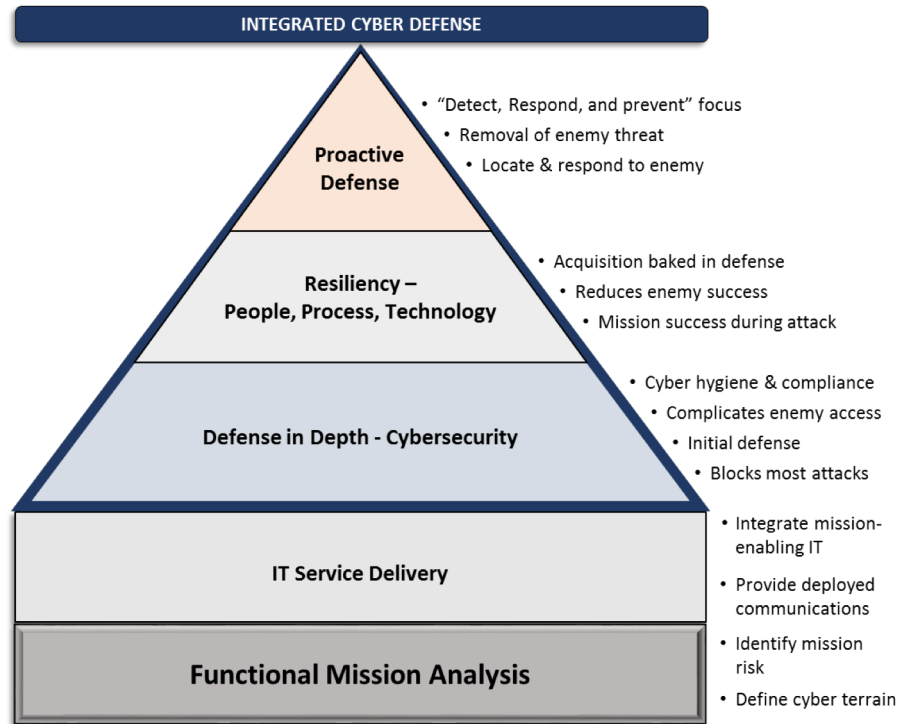 INTEGRATED CYBER DEFENSE
Proactive
Defense
• “Detect, Respond, and prevent” focus
• Removal of enemy threat
• Locate & respond to enemy
Resiliency –
People, Process, Technology
• Acquisition baked in defense
• Reduces enemy success
• Mission success during attack
Defense in Depth - Cybersecurity
• Cyber hygiene & compliance
• Complicates enemy access
• Initial defense
• Blocks most attacks
IT Service Delivery
• Integrate mission-
enabling IT
• Provide deployed
communications
Functional Mission Analysis
• Identify mission
risk
• Define cyber terrain